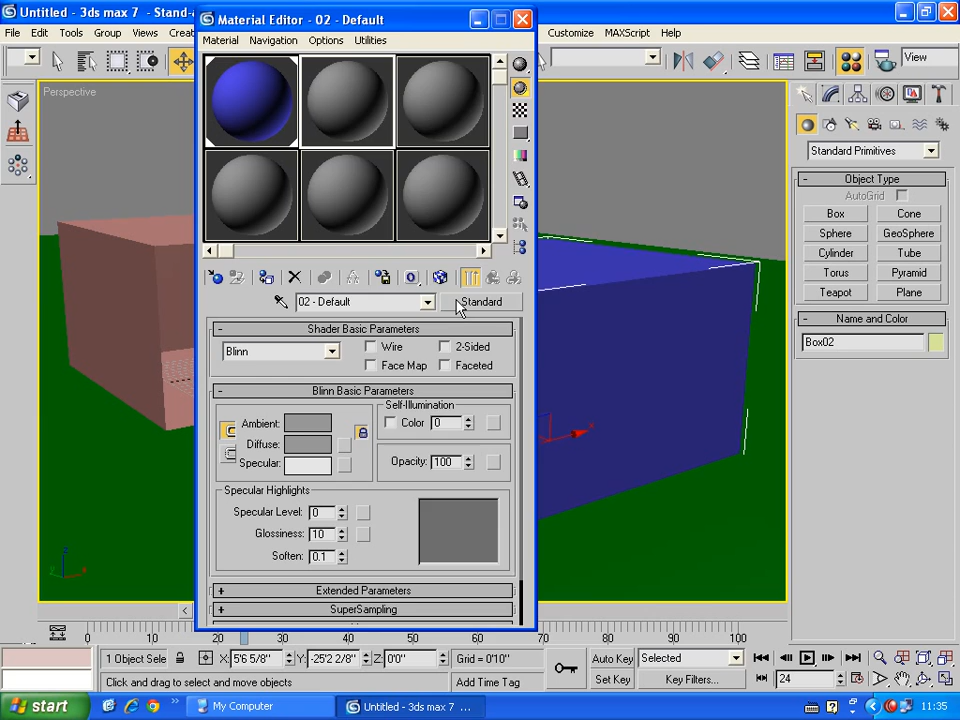 Untitled - 3ds max 7 - Stand-a
Material Editor - 02 - Default
File Edit Tools Group Views Creat
Customize MAXScript Help
Material Navigation Options Utilities
View
Perspective
Standard Primitives
- Object Type
AutoGrid
Box Cone
Sphere GeoSphere
Cylinder Tube
Torus Pyramid
Teapot Plane
- Name and Color
Box02
02 - Default Standard
- Shader Basic Parameters
Blinn Wire 2-Sided
Face Map Faceted
- Blinn Basic Parameters
Self-Illumination
Ambient: Color 0
Diffuse:
Specular: Opacity: 100
Specular Highlights
Specular Level: 0
Glossiness: 10
Soften: 0.1
+ Extended Parameters
+ SuperSampling
z
x
0 10 20 30 40 50 60 70 80 90 100
1 Object Sele X: 5'6 5/8" Y: -25'2 2/8" Z: 0'0" Grid = 0'10" Auto Key Selected
Click and drag to select and move objects Add Time Tag Set Key Key Filters... 24
start My Computer Untitled - 3ds max 7 ... 11:35